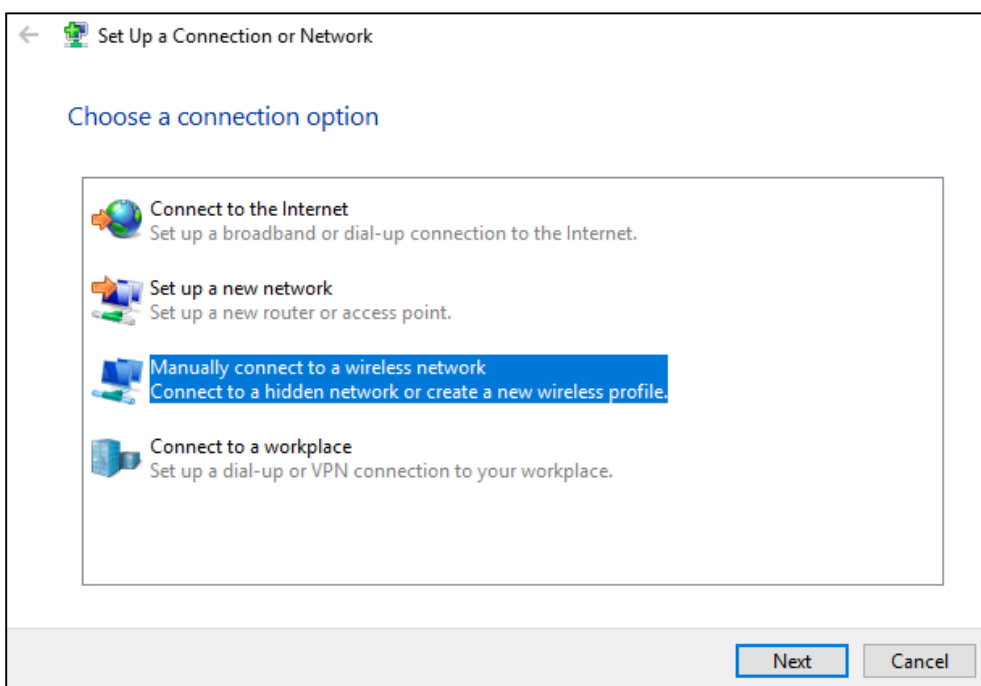 Set Up a Connection or Network
Choose a connection option
Connect to the Internet
Set up a broadband or dial-up connection to the Internet.
Set up a new network
Set up a new router or access point.
Manually connect to a wireless network
Connect to a hidden network or create a new wireless profile.
Connect to a workplace
Set up a dial-up or VPN connection to your workplace.
Next
Cancel